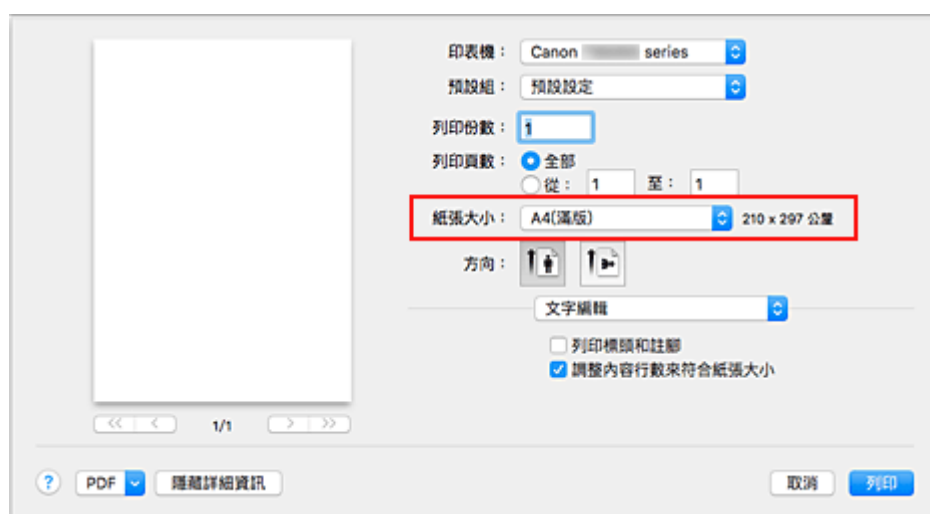 印表機： Canon series
預設組： 預設設定
列印份數： 1
列印頁數： 全部
從： 1 至： 1
紙張大小： A4(滿版) 210 x 297 公釐
方向：
文字編輯
列印標頭和註腳
調整內容行數來符合紙張大小
<< < 1/1 > >>
? PDF 隱藏詳細資訊 取消 列印